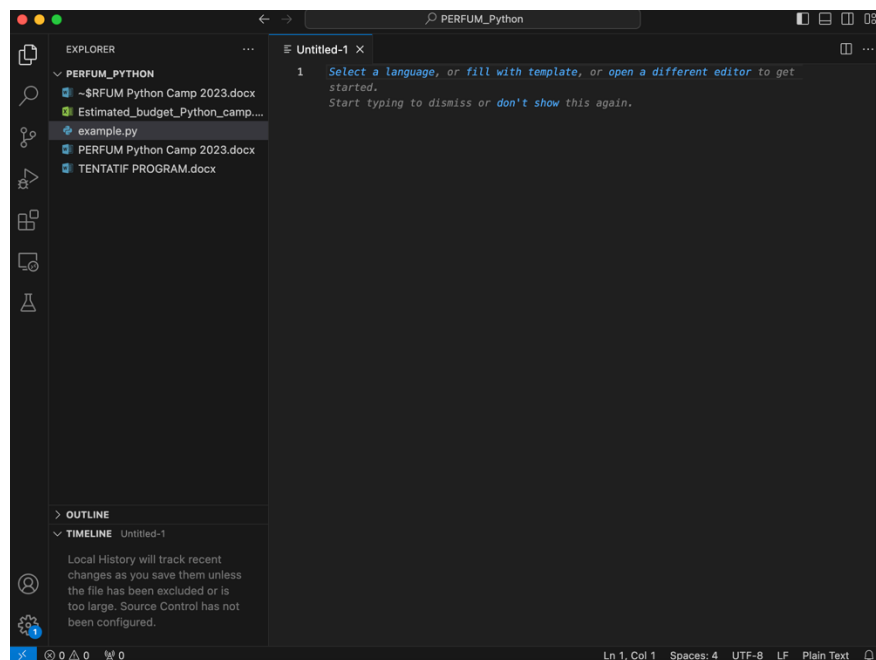 PERFUM_Python
EXPLORER
Untitled-1
PERFUM_PYTHON
~$RFUM Python Camp 2023.docx
Estimated_budget_Python_camp....
example.py
PERFUM Python Camp 2023.docx
TENTATIF PROGRAM.docx
1 Select a language, or fill with template, or open a different editor to get
started.
Start typing to dismiss or don't show this again.
OUTLINE
TIMELINE Untitled-1
Local History will track recent
changes as you save them unless
the file has been excluded or is
too large. Source Control has not
been configured.
1
0 0 0 Ln 1, Col 1 Spaces: 4 UTF-8 LF Plain Text